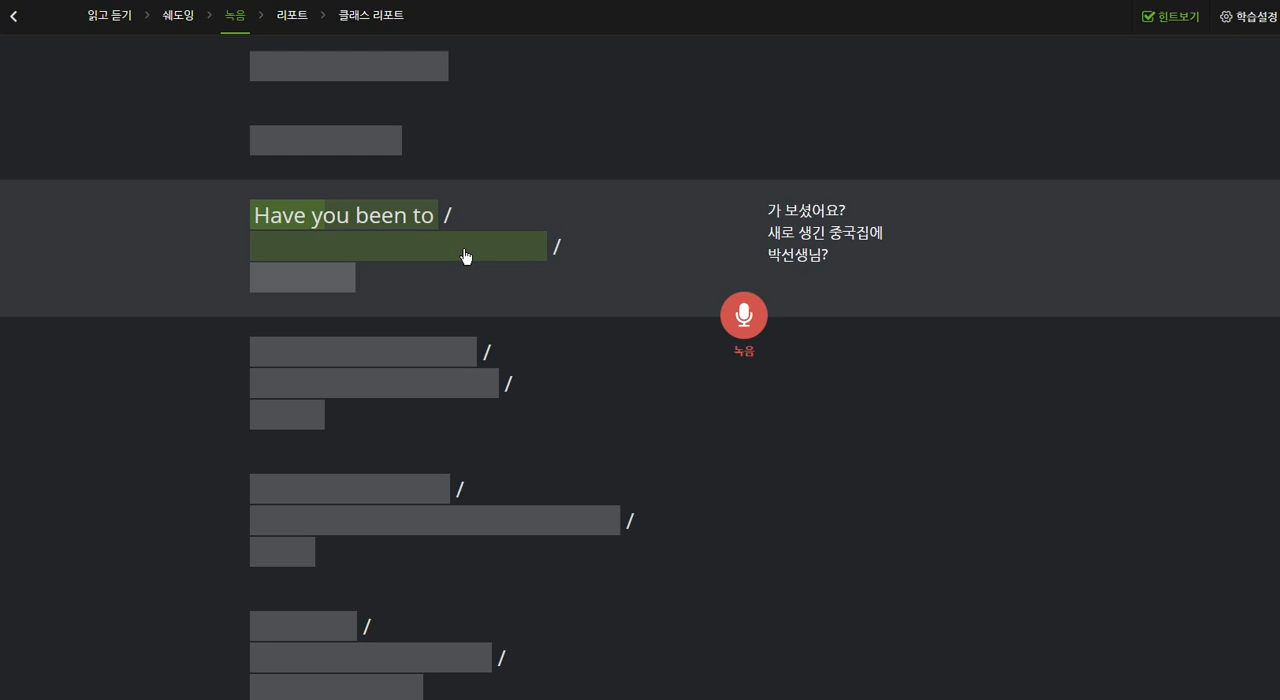 읽고 듣기 > 쉐도잉 > 녹음 > 리포트 > 클래스 리포트
힌트보기
학습설정
Have you been to /
/
가 보셨어요?
새로 생긴 중국집에
박선생님?
녹음
/
/
/
/
/
/